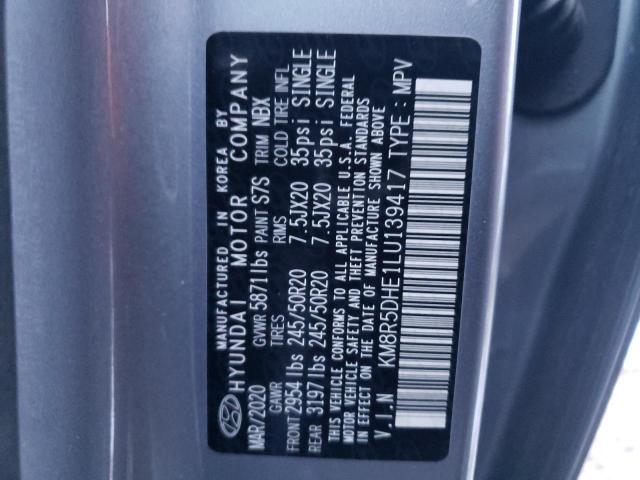 MANUFACTURED IN KOREA BY
HYUNDAI MOTOR COMPANY
MAR/2020 GVWR 5871lbs PAINT S7S TRIM NBX
GAWR TIRES RIMS COLD TIRE INFL
FRONT 2954 lbs 245/50R20 7.5JX20 35psi SINGLE
REAR 3197 lbs 245/50R20 7.5JX20 35psi SINGLE
THIS VEHICLE CONFORMS TO ALL APPLICABLE U.S.A. FEDERAL
MOTOR VEHICLE SAFETY AND THEFT PREVENTION STANDARDS
IN EFFECT ON THE DATE OF MANUFACTURE SHOWN ABOVE
V.I.N KM8R5DHE1LU139417 TYPE : MPV